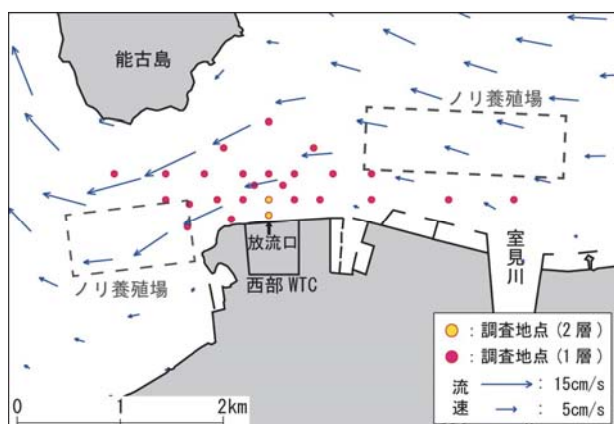 能古島
ノリ養殖場
放流口
西部 WTC
ノリ養殖場
室見川
：調査地点（2層）
：調査地点（1層）
流速
：15cm/s
：5cm/s
0 1 2km